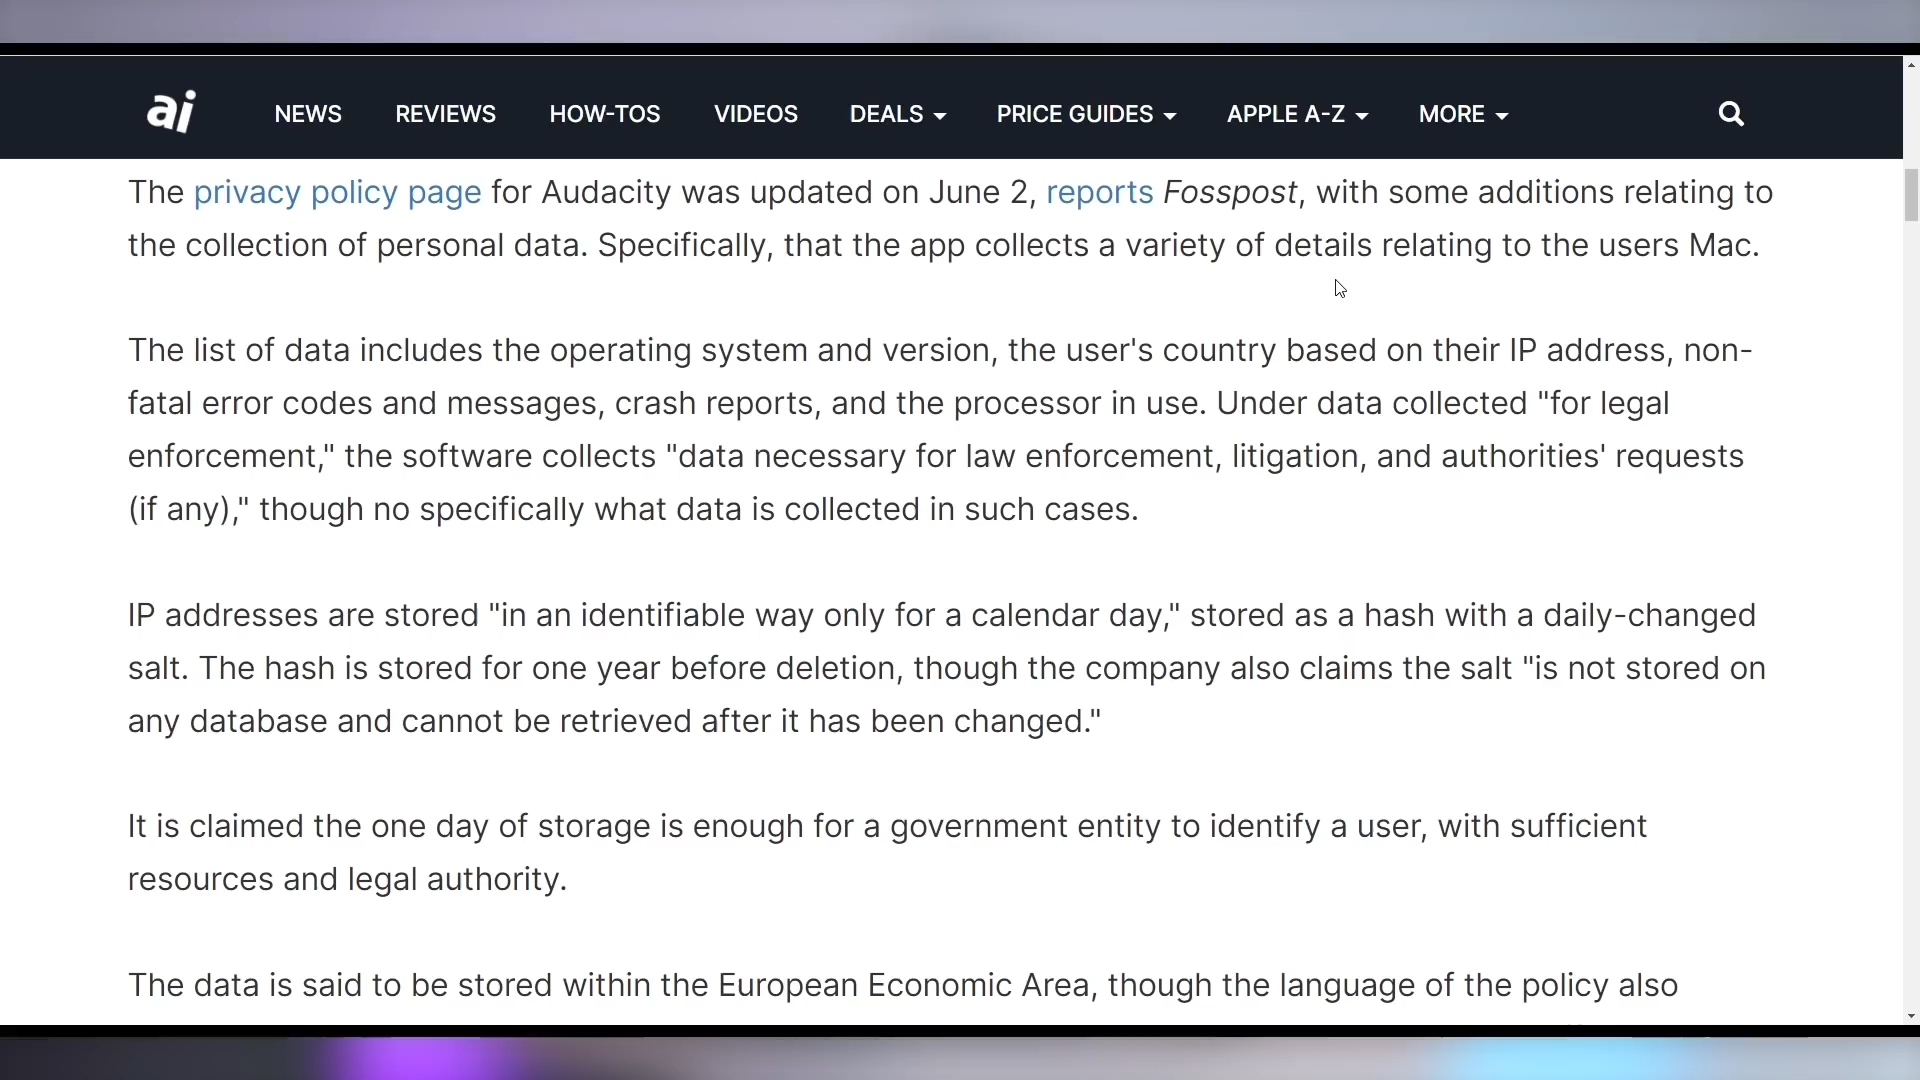 ai NEWS REVIEWS HOW-TOS VIDEOS DEALS PRICE GUIDES APPLE A-Z MORE
The privacy policy page for Audacity was updated on June 2, reports Fosspost, with some additions relating to
the collection of personal data. Specifically, that the app collects a variety of details relating to the users Mac.
The list of data includes the operating system and version, the user's country based on their IP address, non-
fatal error codes and messages, crash reports, and the processor in use. Under data collected "for legal
enforcement," the software collects "data necessary for law enforcement, litigation, and authorities' requests
(if any)," though no specifically what data is collected in such cases.
IP addresses are stored "in an identifiable way only for a calendar day," stored as a hash with a daily-changed
salt. The hash is stored for one year before deletion, though the company also claims the salt "is not stored on
any database and cannot be retrieved after it has been changed."
It is claimed the one day of storage is enough for a government entity to identify a user, with sufficient
resources and legal authority.
The data is said to be stored within the European Economic Area, though the language of the policy also